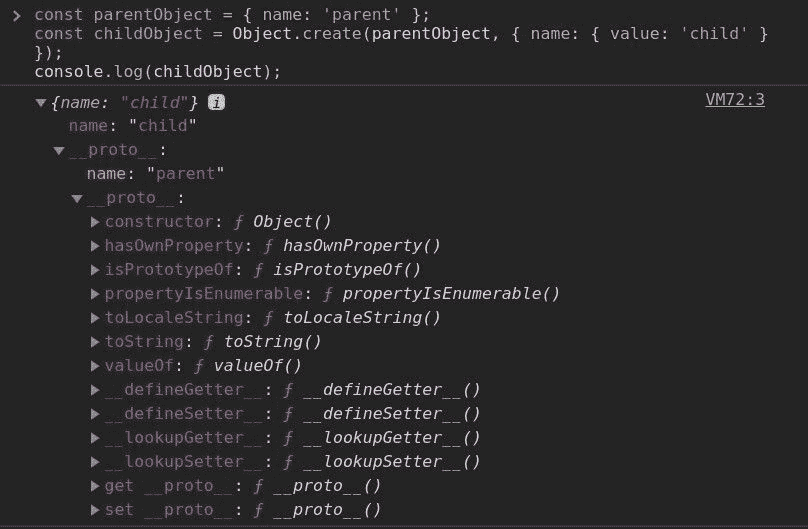 const parentObject = { name: 'parent' };
const childObject = Object.create(parentObject, { name: { value: 'child' }
});
console.log(childObject);
{name: "child"} i VM72:3
name: "child"
__proto__:
name: "parent"
__proto__:
constructor: ƒ Object()
hasOwnProperty: ƒ hasOwnProperty()
isPrototypeOf: ƒ isPrototypeOf()
propertyIsEnumerable: ƒ propertyIsEnumerable()
toLocaleString: ƒ toLocaleString()
toString: ƒ toString()
valueOf: ƒ valueOf()
__defineGetter__: ƒ __defineGetter__()
__defineSetter__: ƒ __defineSetter__()
__lookupGetter__: ƒ __lookupGetter__()
__lookupSetter__: ƒ __lookupSetter__()
get __proto__: ƒ __proto__()
set __proto__: ƒ __proto__()